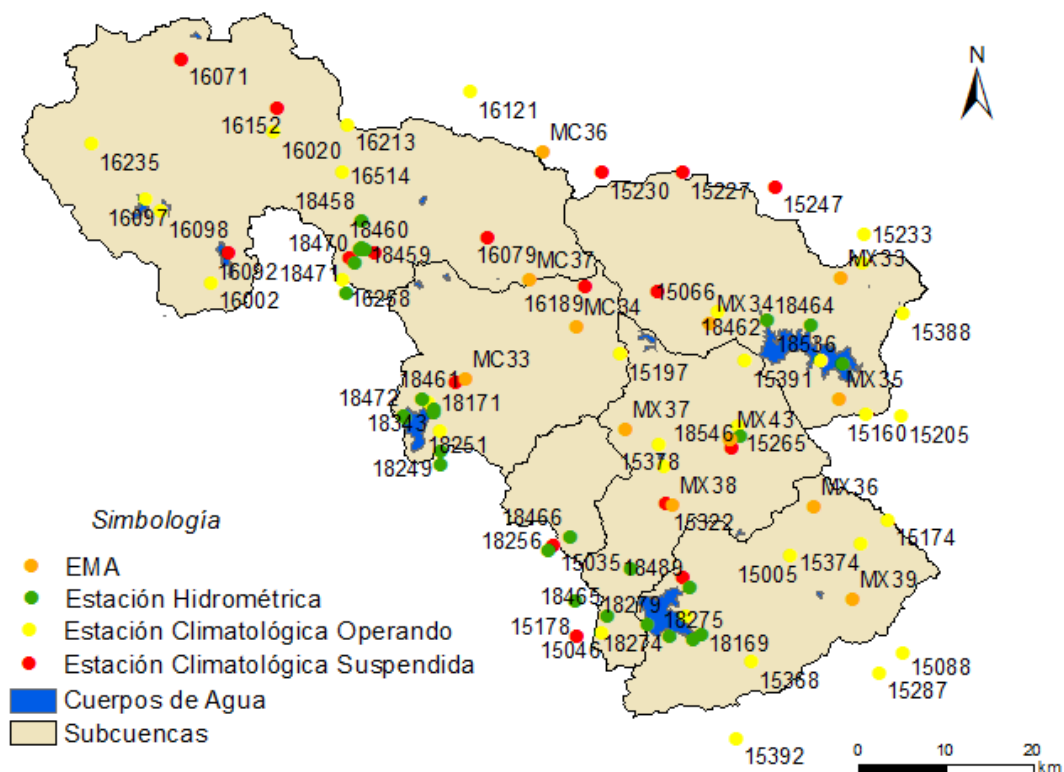 16071
16121
N
16152
16213
MC36
16020
16235
16514
15230
15227
15247
18458
16097
16098
18460
15233
18470
18459
16079
MC37
MX33
16092
18471
16002
16258
16189
MC34
15066
MX34
18464
18462
15388
18536
MC33
15197
15391
MX35
18461
18472
18171
18343
MX37
MX43
15160
15205
18546
15265
18251
15378
18249
MX38
MX36
Simbología
18466
15322
15174
18256
EMA
15035
18489
15374
15005
MX39
Estación Hidrométrica
18465
18279
18275
Estación Climatológica Operando
15178
15046
18274
18169
Estación Climatológica Suspendida
15368
15088
15287
Cuerpos de Agua
Subcuencas
15392
0 10 20
km